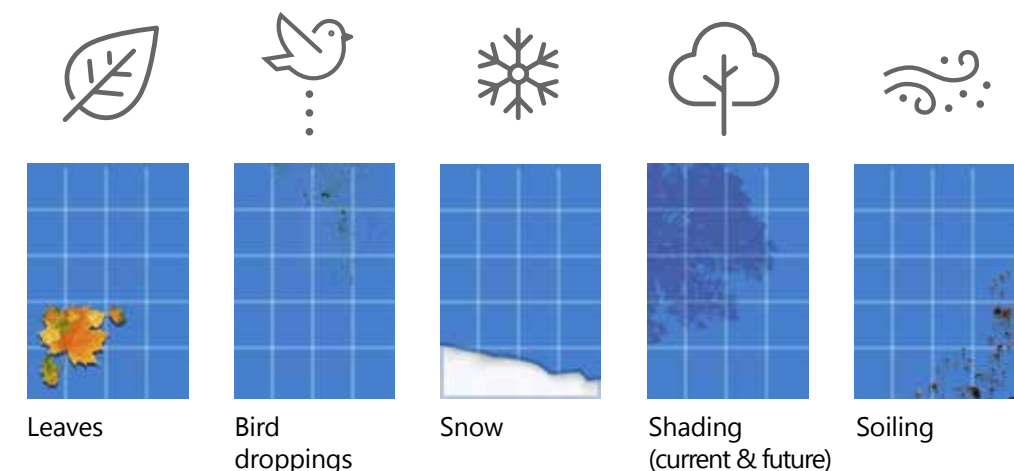 Leaves
Bird
droppings
Snow
Shading
(current & future)
Soiling